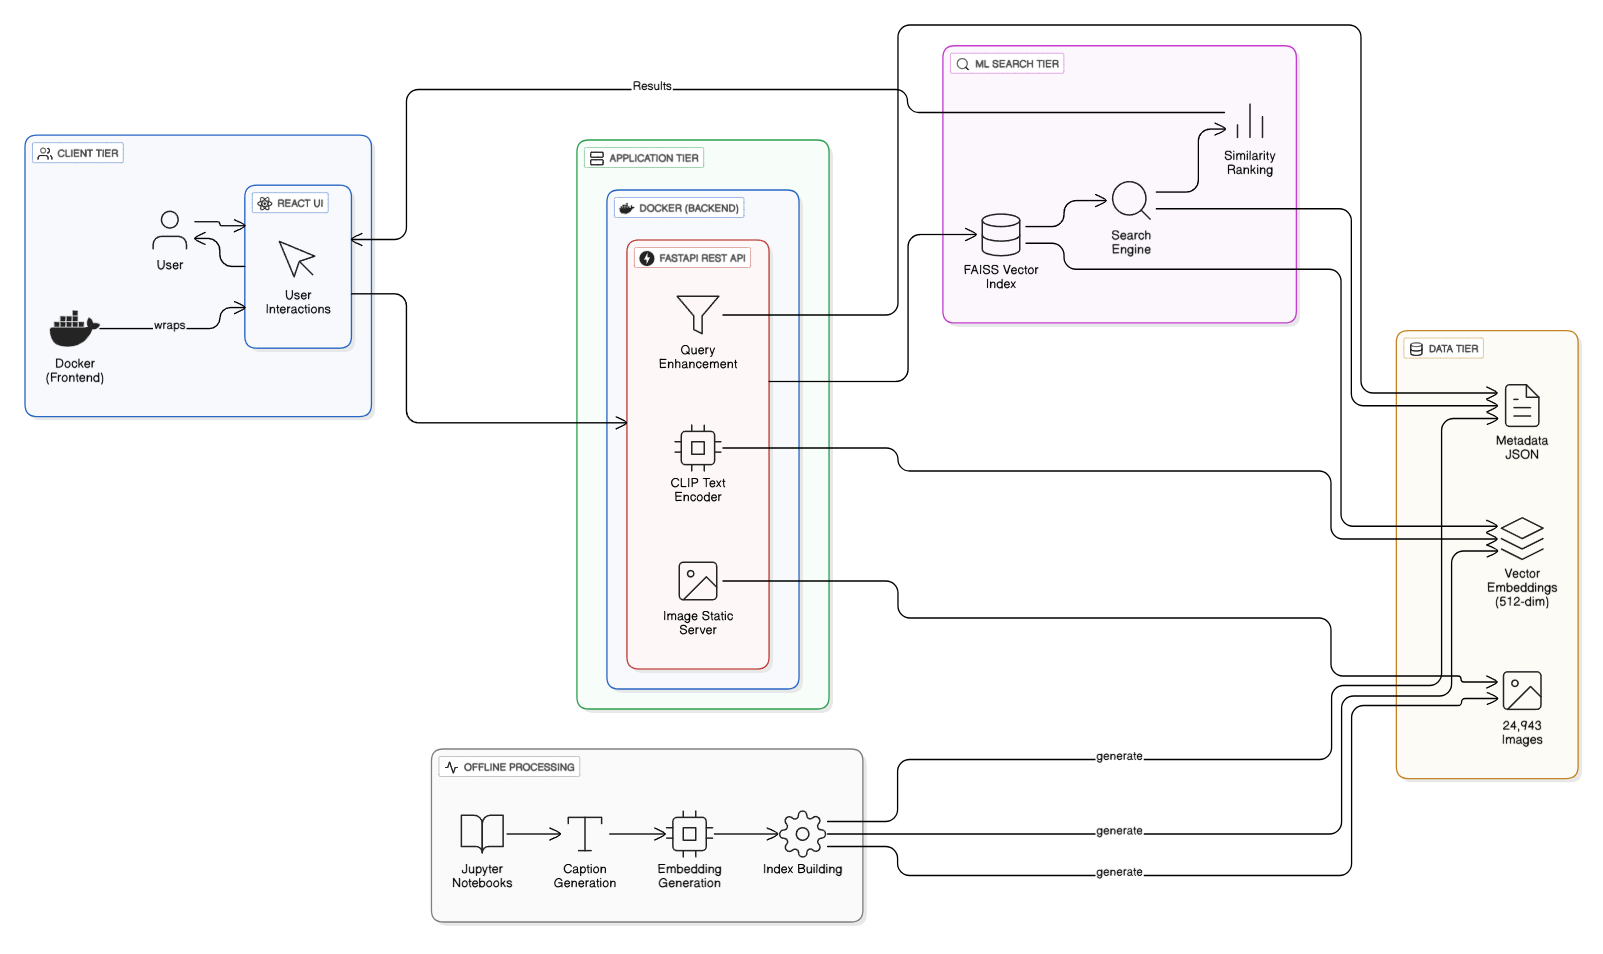 Results
CLIENT TIER
REACT UI
User
User
Interactions
wraps
Docker
(Frontend)
APPLICATION TIER
DOCKER (BACKEND)
FASTAPI REST API
Query
Enhancement
CLIP Text
Encoder
Image Static
Server
ML SEARCH TIER
Similarity
Ranking
Search
Engine
FAISS Vector
Index
DATA TIER
Metadata
JSON
Vector
Embeddings
(512-dim)
24,943
Images
OFFLINE PROCESSING
Jupyter
Notebooks
Caption
Generation
Embedding
Generation
Index Building
generate
generate
generate